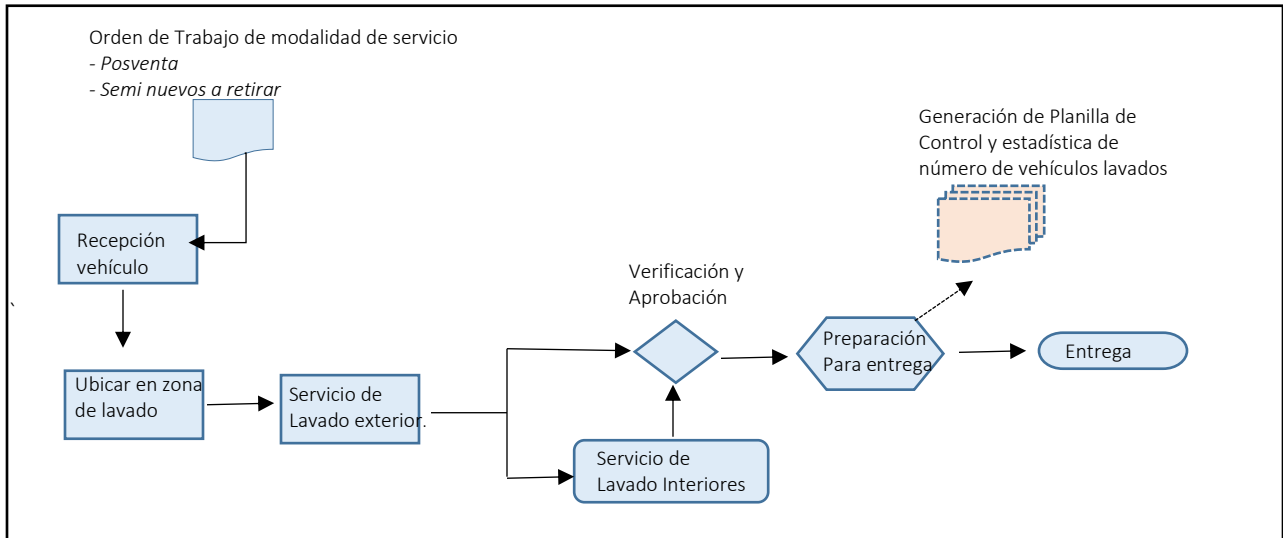 Orden de Trabajo de modalidad de servicio
- Posventa
- Semi nuevos a retirar
Generación de Planilla de
Control y estadística de
número de vehículos lavados
Recepción
vehículo
Verificación y
Aprobación
`
Preparación
Para entrega
Entrega
Ubicar en zona
de lavado
Servicio de
Lavado exterior.
Servicio de
Lavado Interiores